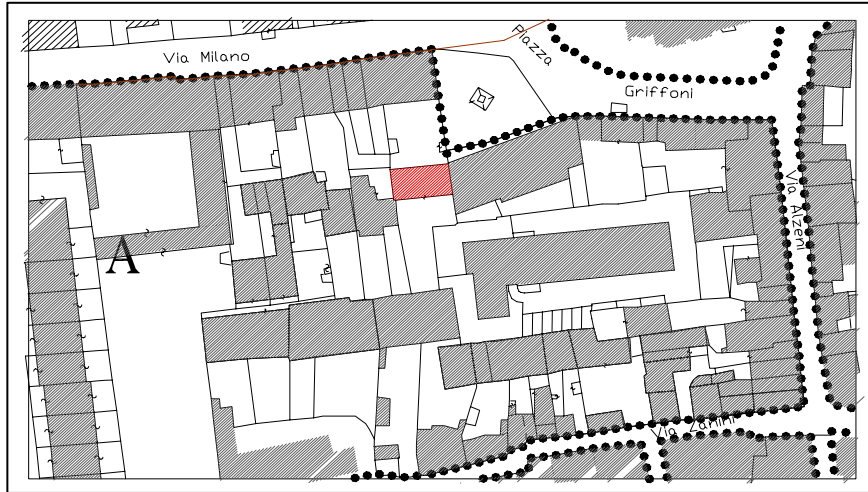 Via Milano
Piazza
Griffoni
Via Alzeni
A
Via Zanini